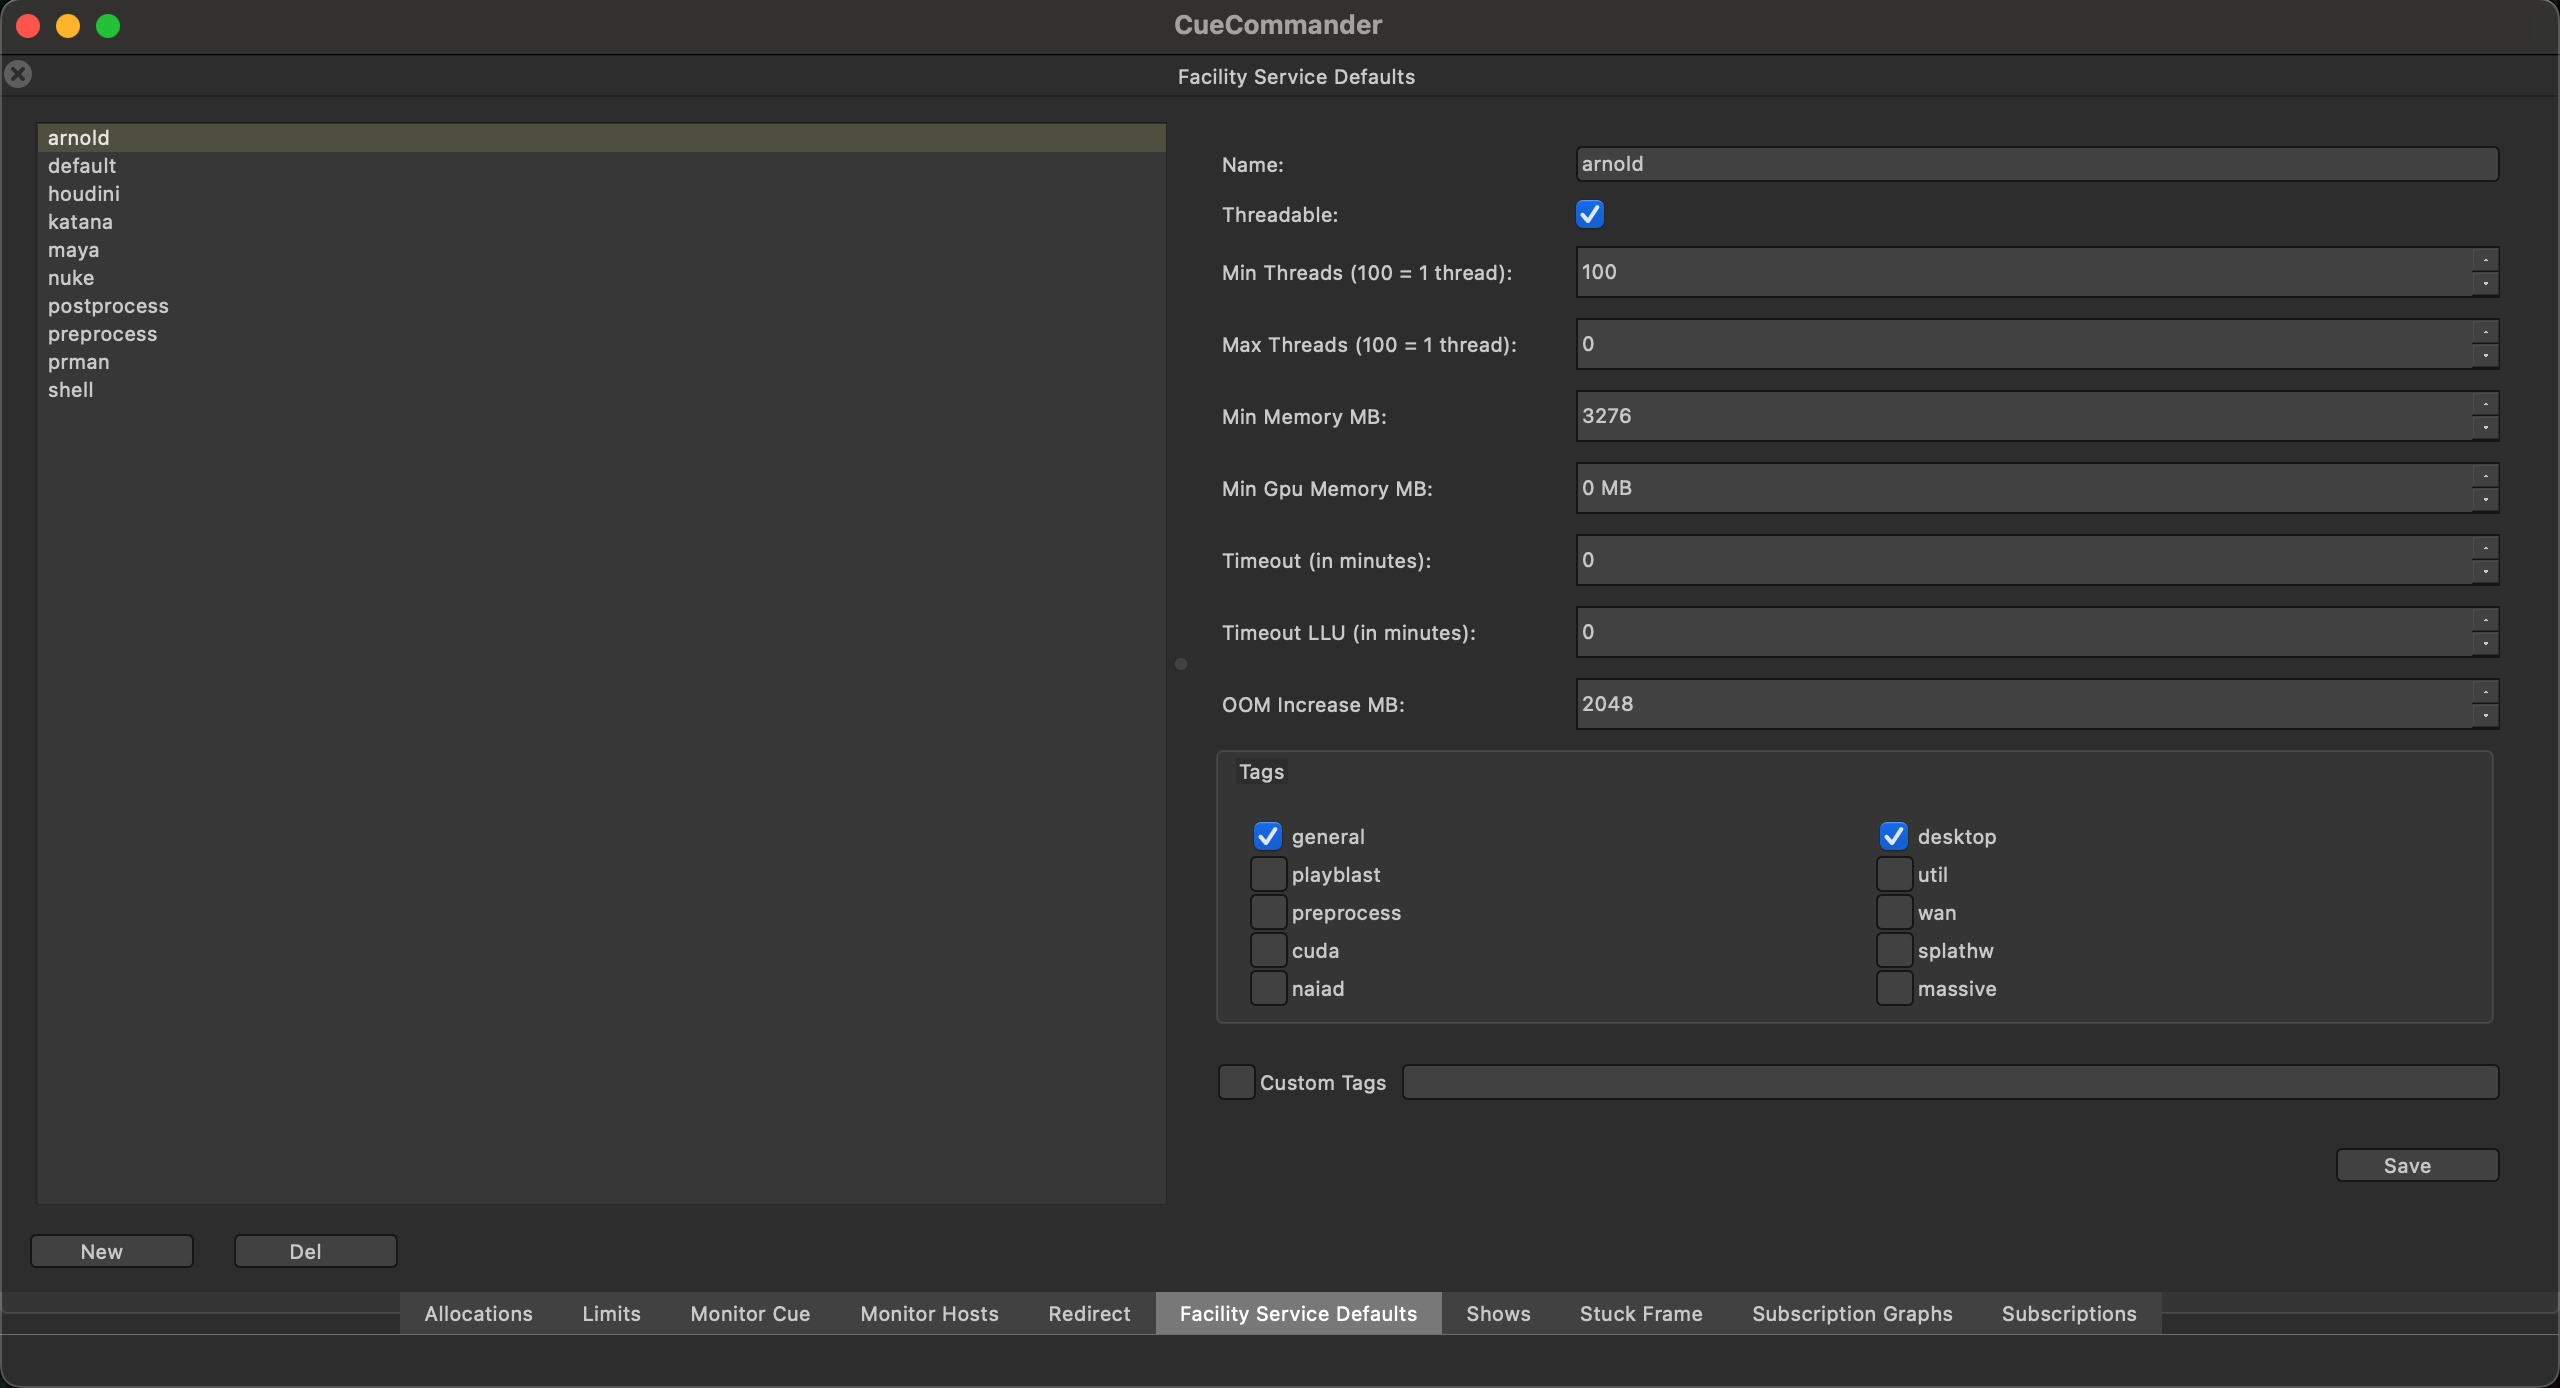 CueCommander
Facility Service Defaults
arnold
default
houdini
katana
maya
nuke
postprocess
preprocess
prman
shell
Name: arnold
Threadable:
Min Threads (100 = 1 thread): 100
Max Threads (100 = 1 thread): 0
Min Memory MB: 3276
Min Gpu Memory MB: 0 MB
Timeout (in minutes): 0
Timeout LLU (in minutes): 0
OOM Increase MB: 2048
Tags
general desktop
playblast util
preprocess wan
cuda splathw
naiad massive
Custom Tags
Save
New Del
Allocations Limits Monitor Cue Monitor Hosts Redirect Facility Service Defaults Shows Stuck Frame Subscription Graphs Subscriptions